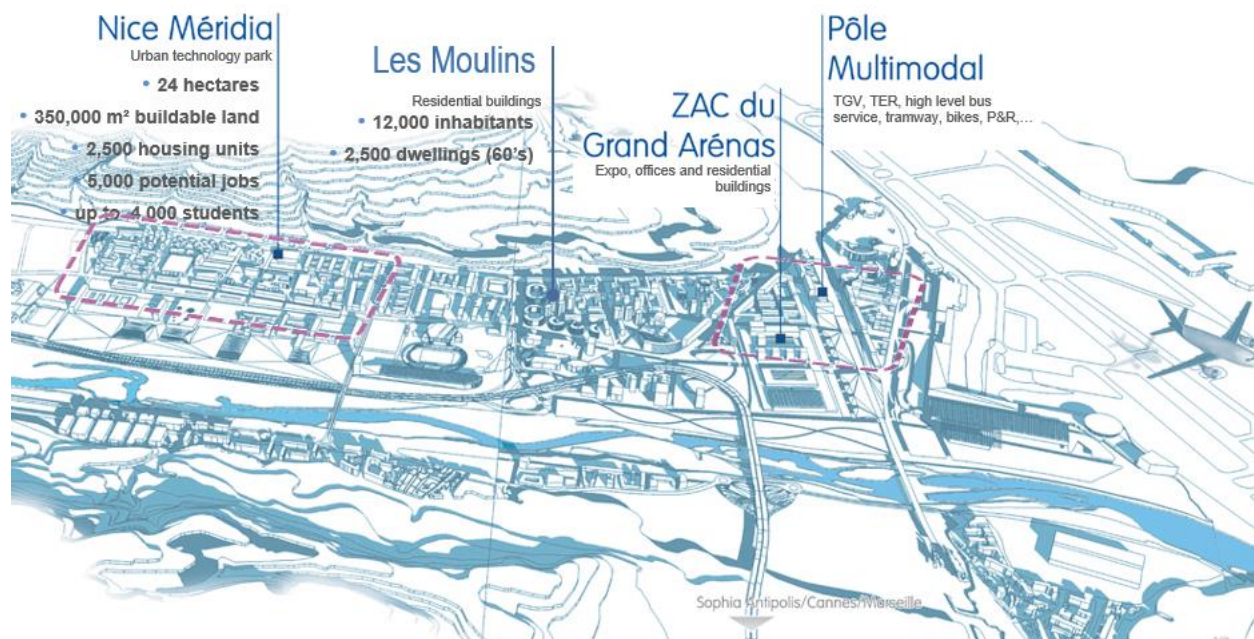 Nice Méridia
Urban technology park
• 24 hectares
• 350,000 m² buildable land
• 2,500 housing units
• 5,000 potential jobs
• up to 4 000 students
Les Moulins
Residential buildings
• 12,000 inhabitants
• 2,500 dwellings (60's)
ZAC du
Grand Arénas
Expo, offices and residential
buildings
Pôle
Multimodal
TGV, TER, high level bus
service, tramway, bikes, P&R,…
Sophia Antipolis/Cannes/Marseille